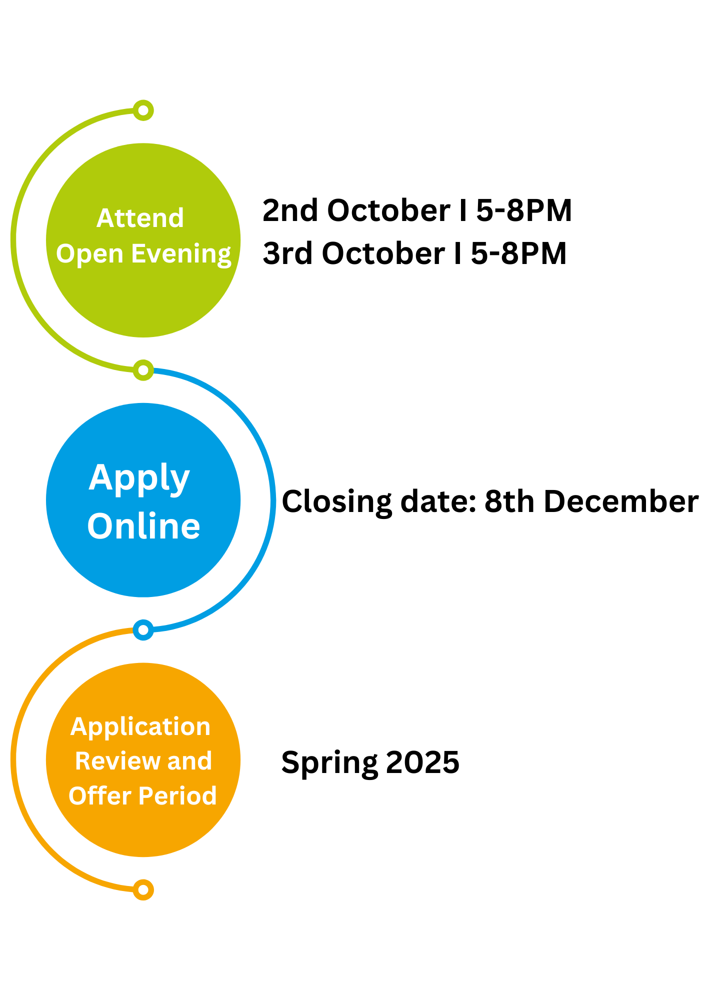 Attend
Open Evening
2nd October I 5-8PM
3rd October I 5-8PM
Apply
Online
Closing date: 8th December
Application
Review and
Offer Period
Spring 2025